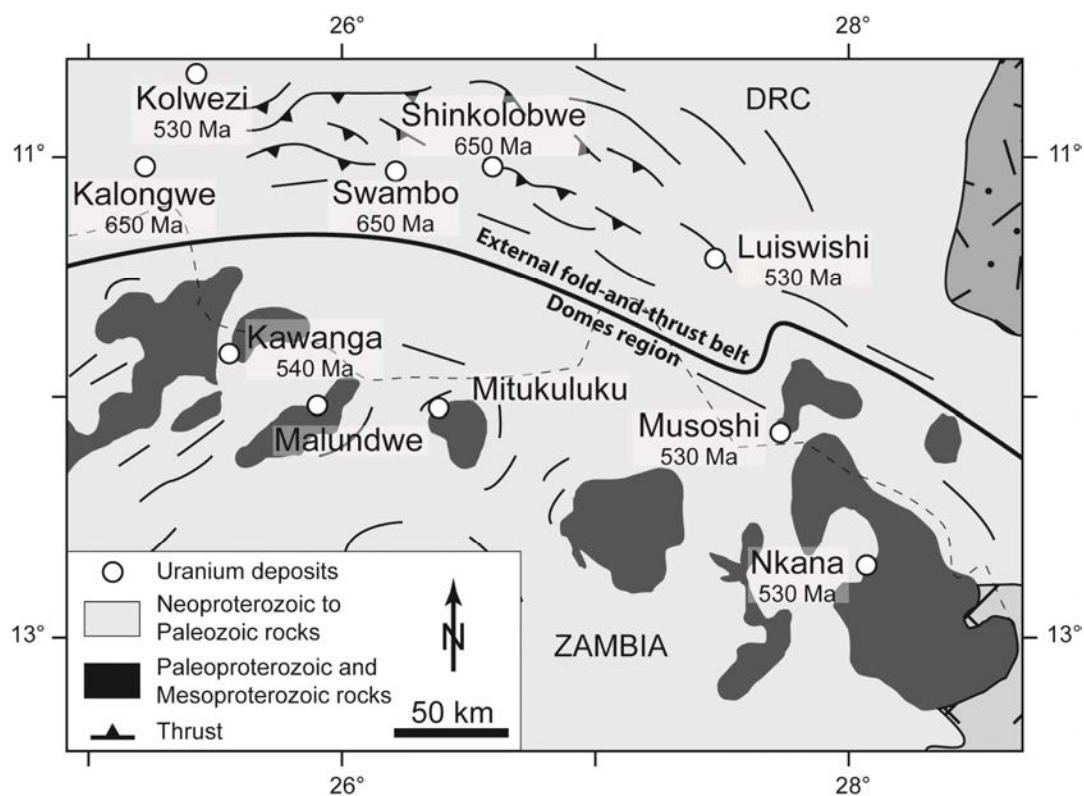 26°
28°
Kolwezi
530 Ma
DRC
Shinkolobwe
650 Ma
11°
11°
Kalongwe
650 Ma
Swambo
650 Ma
Luiswishi
530 Ma
External fold-and-thrust belt
Domes region
Kawanga
540 Ma
Mitukuluku
Malundwe
Musoshi
530 Ma
Nkana
530 Ma
ZAMBIA
13°
13°
Uranium deposits
Neoproterozoic to
Paleozoic rocks
Paleoproterozoic and
Mesoproterozoic rocks
Thrust
N
50 km
26°
28°